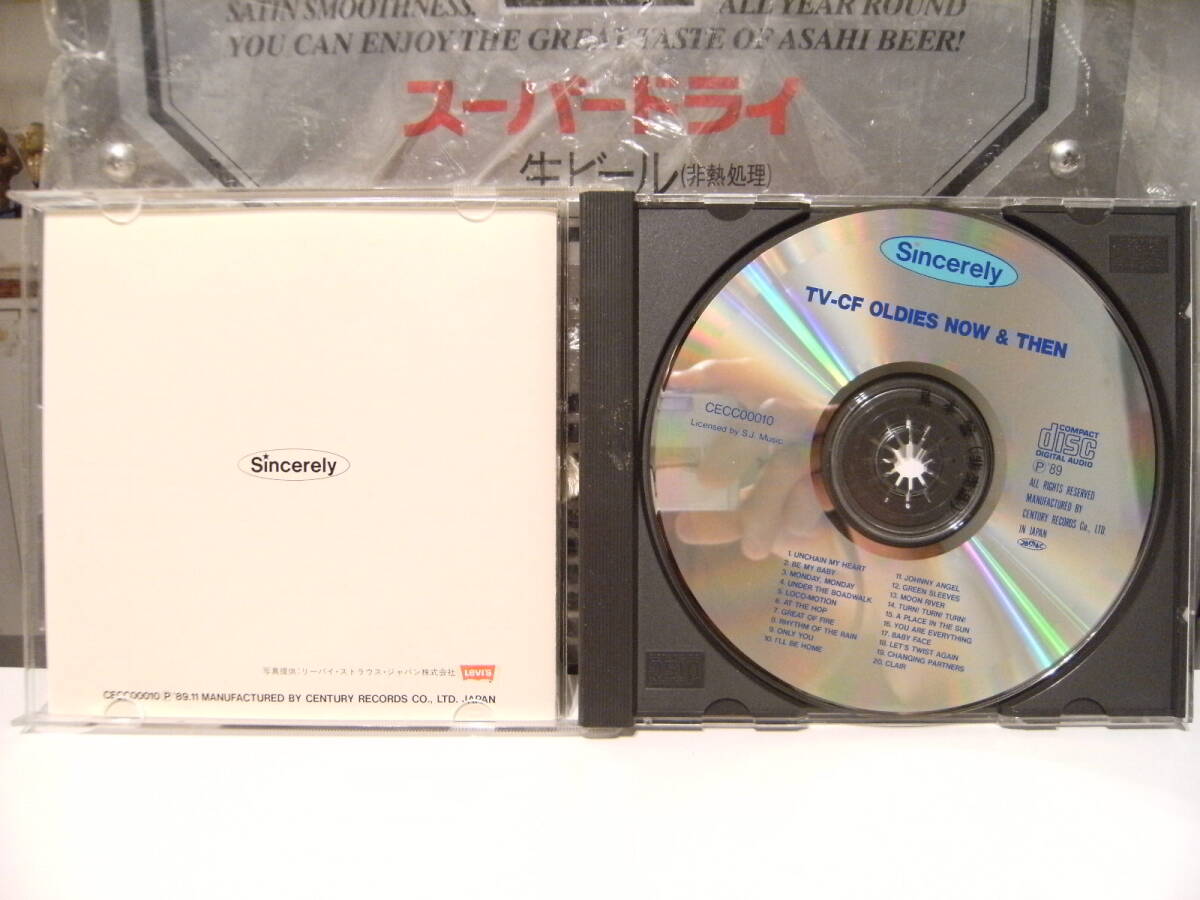 SATIN SMOOTHNESS.
ALL YEAR ROUND
YOU CAN ENJOY THE GREAT TASTE OF ASAHI BEER!
スーパードライ
生ビール(非熱処理)
Sincerely
写真提供:リーバイ・ストラウス・ジャパン株式会社
Levi's
CECC00010 P '89.11 MANUFACTURED BY CENTURY RECORDS CO., LTD. JAPAN
Sincerely
TV-CF OLDIES NOW & THEN
CECC00010
Licensed by S.J. Music
COMPACT
disc
DIGITAL AUDIO
Ⓟ '89
ALL RIGHTS RESERVED
MANUFACTURED BY
CENTURY RECORDS Co., LTD
IN JAPAN
1. UNCHAIN MY HEART
2. BE MY BABY
3. MONDAY, MONDAY
4. UNDER THE BOADWALK
5. LOCO-MOTION
6. AT THE HOP
7. GREAT OF FIRE
8. RHYTHM OF THE RAIN
9. ONLY YOU
10. I'LL BE HOME
11. JOHNNY ANGEL
12. GREEN SLEEVES
13. MOON RIVER
14. TURN! TURN! TURN!
15. A PLACE IN THE SUN
16. YOU ARE EVERYTHING
17. BABY FACE
18. LET'S TWIST AGAIN
19. CHANGING PARTNERS
20. CLAIR